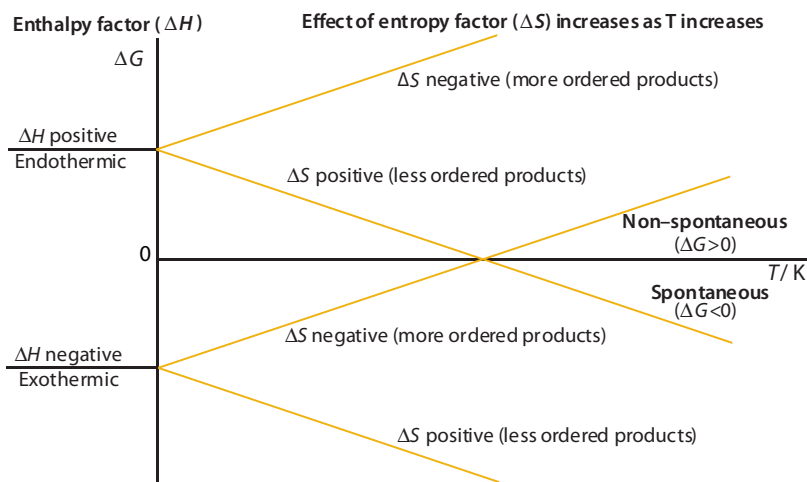 Enthalpy factor (ΔH)
Effect of entropy factor (ΔS) increases as T increases
ΔG
ΔS negative (more ordered products)
ΔH positive
Endothermic
ΔS positive (less ordered products)
Non–spontaneous
(ΔG>0)
0
T/ K
Spontaneous
(ΔG<0)
ΔS negative (more ordered products)
ΔH negative
Exothermic
ΔS positive (less ordered products)